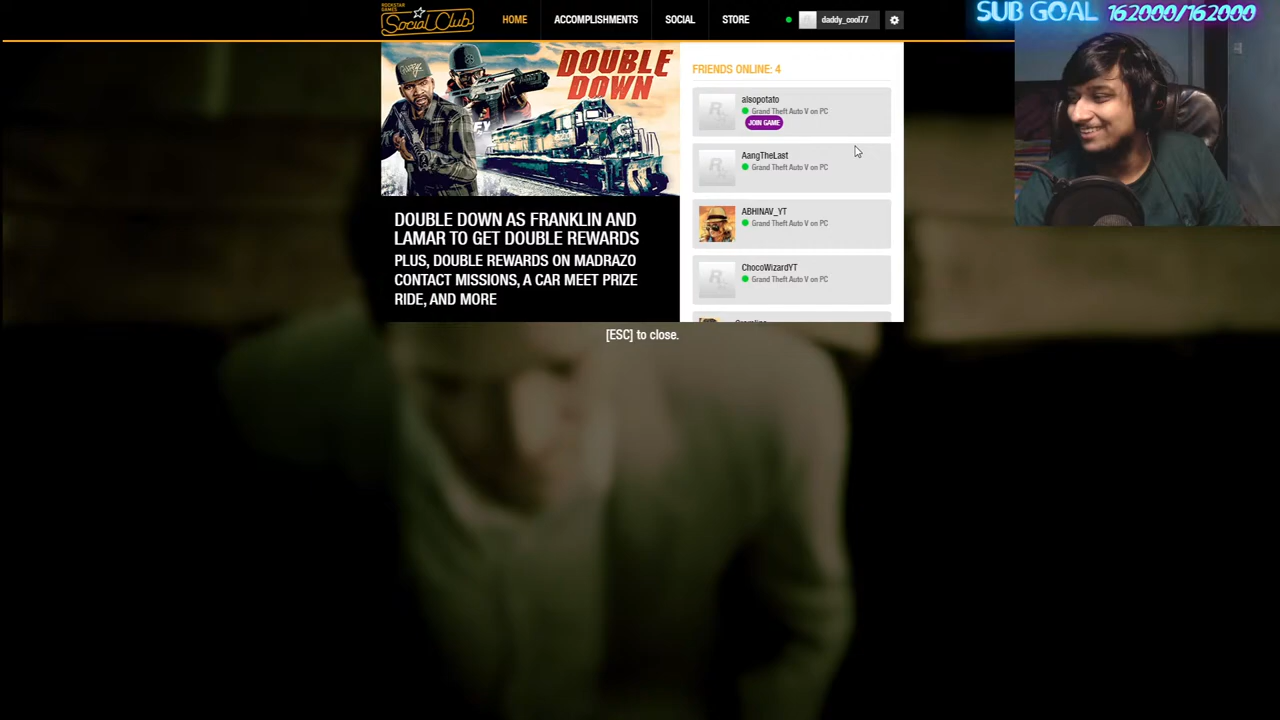 SUB GOAL 162000/162000
ROCKSTAR GAMES
Social Club
HOME
ACCOMPLISHMENTS
SOCIAL
STORE
daddy_cool77
DOUBLE DOWN
DOUBLE DOWN AS FRANKLIN AND
LAMAR TO GET DOUBLE REWARDS
PLUS, DOUBLE REWARDS ON MADRAZO
CONTACT MISSIONS, A CAR MEET PRIZE
RIDE, AND MORE
FRIENDS ONLINE: 4
alsopotato
Grand Theft Auto V on PC
JOIN GAME
AangTheLast
Grand Theft Auto V on PC
ABHINAV_YT
Grand Theft Auto V on PC
ChocoWizardYT
Grand Theft Auto V on PC
[ESC] to close.